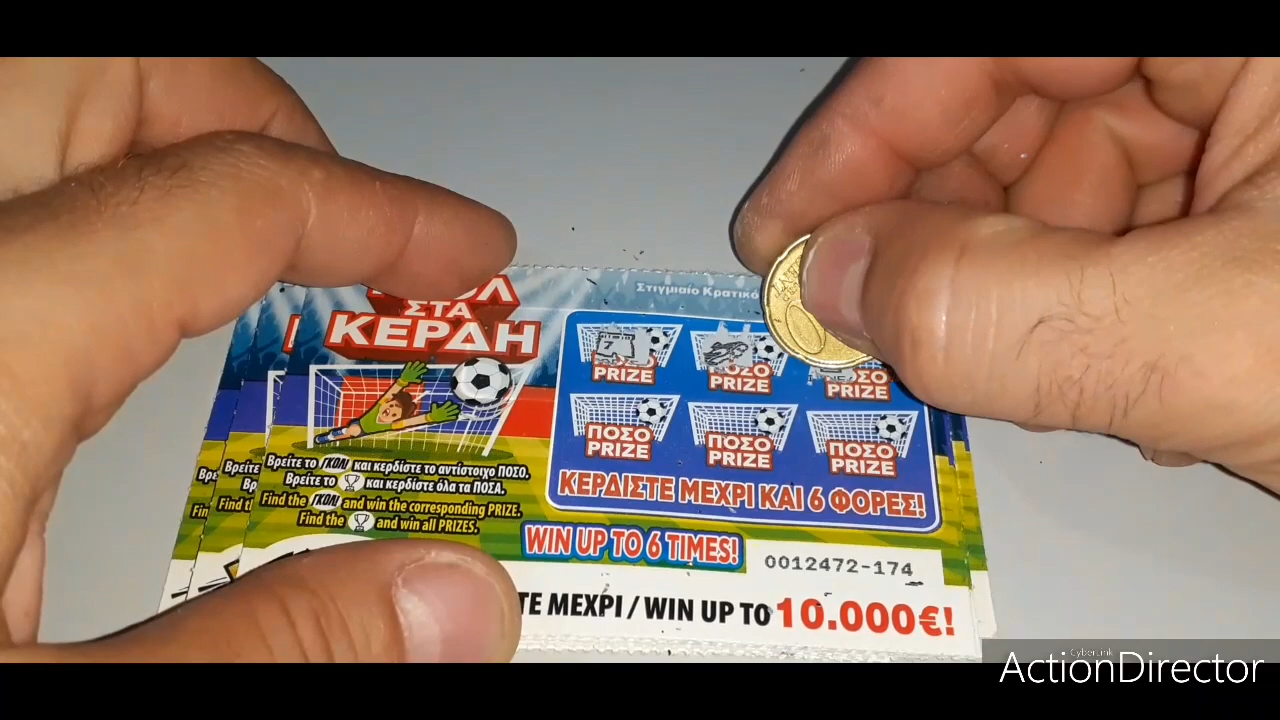 ΣΤΑ
ΚΕΡΔΗ
Στιγμιαίο Κρατικό
7
ΠΟΣΟ
PRIZE
ΠΟΣΟ
PRIZE
ΠΟΣΟ
PRIZE
ΠΟΣΟ
PRIZE
ΠΟΣΟ
PRIZE
ΠΟΣΟ
PRIZE
ΚΕΡΔΙΣΤΕ ΜΕΧΡΙ ΚΑΙ 6 ΦΟΡΕΣ!
Βρείτε το ΓΚΟΛ! και κερδίστε το αντίστοιχο ΠΟΣΟ.
Βρείτε το και κερδίστε όλα τα ΠΟΣΑ.
Find the ΓΚΟΛ! and win the corresponding PRIZE.
Find the and win all PRIZES.
WIN UP TO 6 TIMES!
0012472-174
ΤΕ ΜΕΧΡΙ / WIN UP TO 10.000€!
CyberLink
ActionDirector